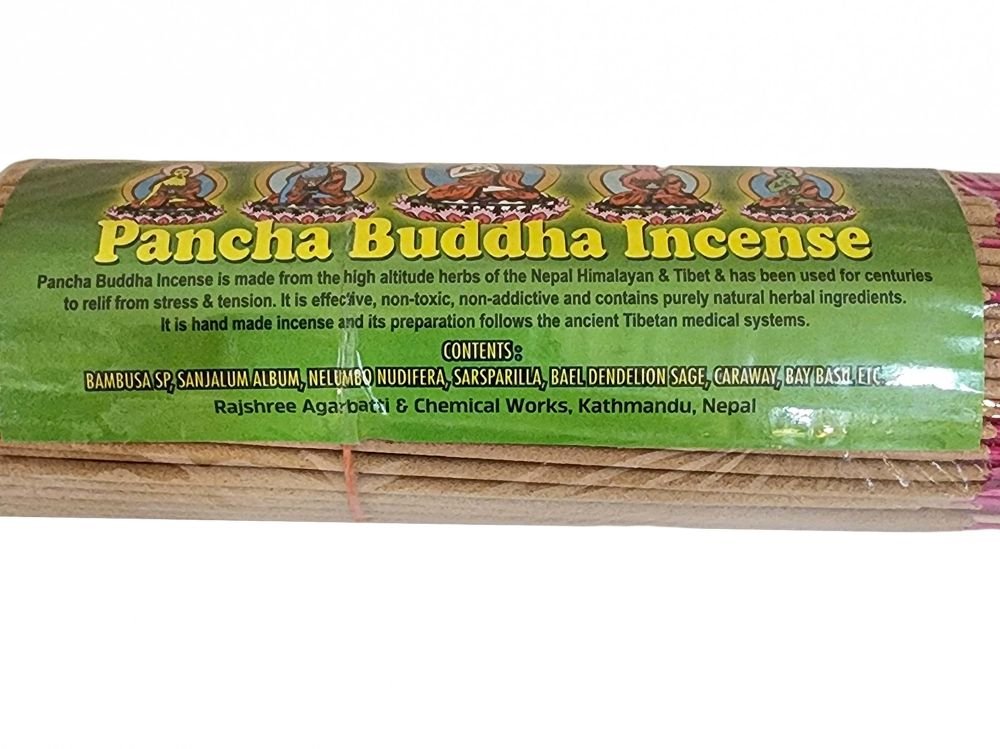 Pancha Buddha Incense
Pancha Buddha Incense is made from the high altitude herbs of the Nepal Himalayan & Tibet & has been used for centuries
to relif from stress & tension. It is effective, non-toxic, non-addictive and contains purely natural herbal ingredients.
It is hand made incense and its preparation follows the ancient Tibetan medical systems.
CONTENTS:
BAMBUSA SP, SANJALUM ALBUM, NELUMBO NUDIFERA, SARSPARILLA, BAEL DENDELION SAGE, CARAWAY, BAY BASIL ETC.
Rajshree Agarbatti & Chemical Works, Kathmandu, Nepal